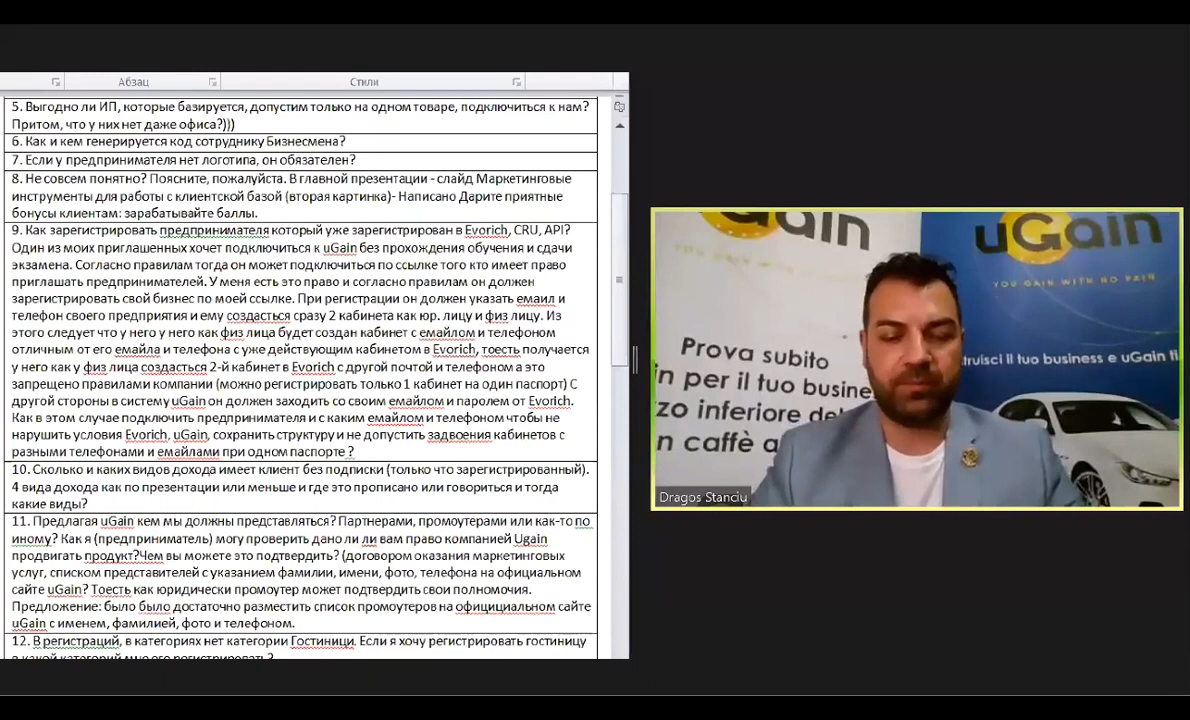 Абзац
Стили
5. Выгодно ли ИП, которые базируется, допустим только на одном товаре, подключиться к нам?
Притом, что у них нет даже офиса?)))
6. Как и кем генерируется код сотруднику Бизнесмена?
7. Если у предпринимателя нет логотипа, он обязателен?
8. Не совсем понятно? Поясните, пожалуйста. В главной презентации - слайд Маркетинговые
инструменты для работы с клиентской базой (вторая картинка)- Написано Дарите приятные
бонусы клиентам: зарабатывайте баллы.
9. Как зарегистрировать предпринимателя который уже зарегистрирован в Evorich, CRU, API?
Один из моих приглашенных хочет подключиться к uGain без прохождения обучения и сдачи
экзамена. Согласно правилам тогда он может подключиться по ссылке того кто имеет право
приглашать предпринимателей. У меня есть это право и согласно правилам он должен
зарегистрировать свой бизнес по моей ссылке. При регистрации он должен указать емаил и
телефон своего предприятия и ему создасться сразу 2 кабинета как юр. лицу и физ лицу. Из
этого следует что у него у него как физ лица будет создан кабинет с емайлом и телефоном
отличным от его емайла и телефона с уже действующим кабинетом в Evorich, тоесть получается
у него как у физ лица создасться 2-й кабинет в Evorich с другой почтой и телефоном а это
запрещено правилами компании (можно регистрировать только 1 кабинет на один паспорт) С
другой стороны в систему uGain он должен заходить со своим емайлом и паролем от Evorich.
Как в этом случае подключить предпринимателя и с каким емайлом и телефоном чтобы не
нарушить условия Evorich, uGain, сохранить структуру и не допустить задвоения кабинетов с
разными телефонами и емайлами при одном паспорте ?
10. Сколько и каких видов дохода имеет клиент без подписки (только что зарегистрированный).
4 вида дохода как по презентации или меньше и где это прописано или говориться и тогда
какие виды?
11. Предлагая uGain кем мы должны представляться? Партнерами, промоутерами или как-то по
иному? Как я (предприниматель) могу проверить дано ли ли вам право компанией Ugain
продвигать продукт?Чем вы можете это подтвердить? (договором оказания маркетинговых
услуг, списком представителей с указанием фамилии, имени, фото, телефона на официальном
сайте uGain? Тоесть как юридически промоутер может подтвердить свои полномочия.
Предложение: было было достаточно разместить список промоутеров на официциальном сайте
uGain с именем, фамилией, фото и телефоном.
12. В регистраций, в категориях нет категории Гостиници. Если я хочу регистрировать гостиницу
в какой категорий мне его регистрировать?
Gain
uGain
YOU GAIN WITH NO PAIN
Prova subito
n per il tuo busine
truisci il tuo business e uGain
zo inferiore de
n caffè a
Dragos Stanciu